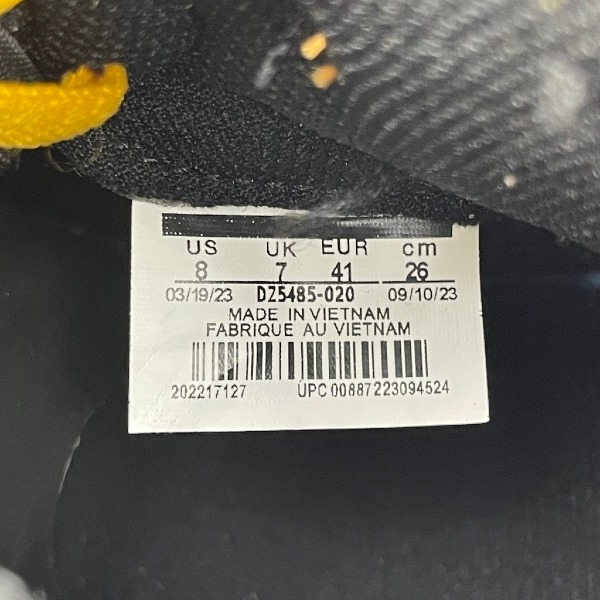 US UK EUR cm
8 7 41 26
03/19/23 DZ5485-020 09/10/23
MADE IN VIETNAM
FABRIQUE AU VIETNAM
202217127 UPC 00887223094524